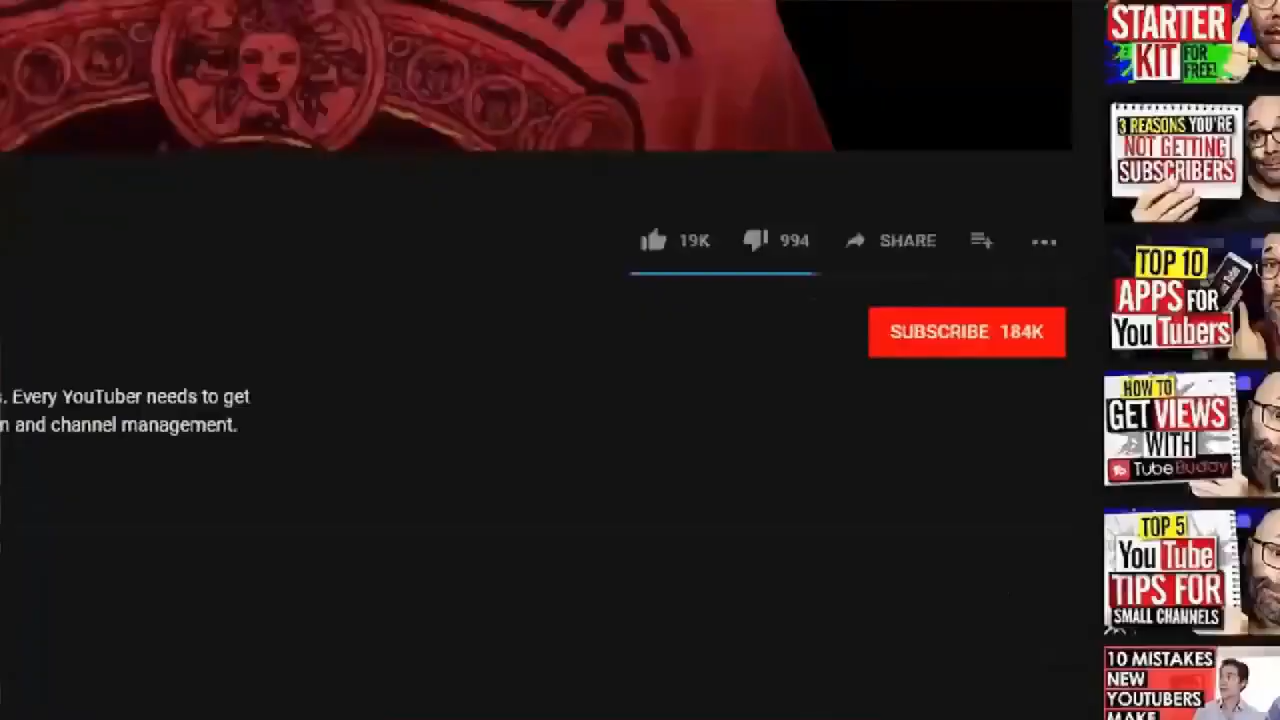 19K 994 SHARE
SUBSCRIBE 184K
. Every YouTuber needs to get
and channel management.
STARTER
KIT FOR
FREE!
3 REASONS YOU'RE
NOT GETTING
SUBSCRIBERS
TOP 10
APPS FOR
YouTubers
HOW TO
GET VIEWS
WITH
TubeBuddy
TOP 5
YouTube
TIPS FOR
SMALL CHANNELS
10 MISTAKES
NEW
YOUTUBERS
MAKE